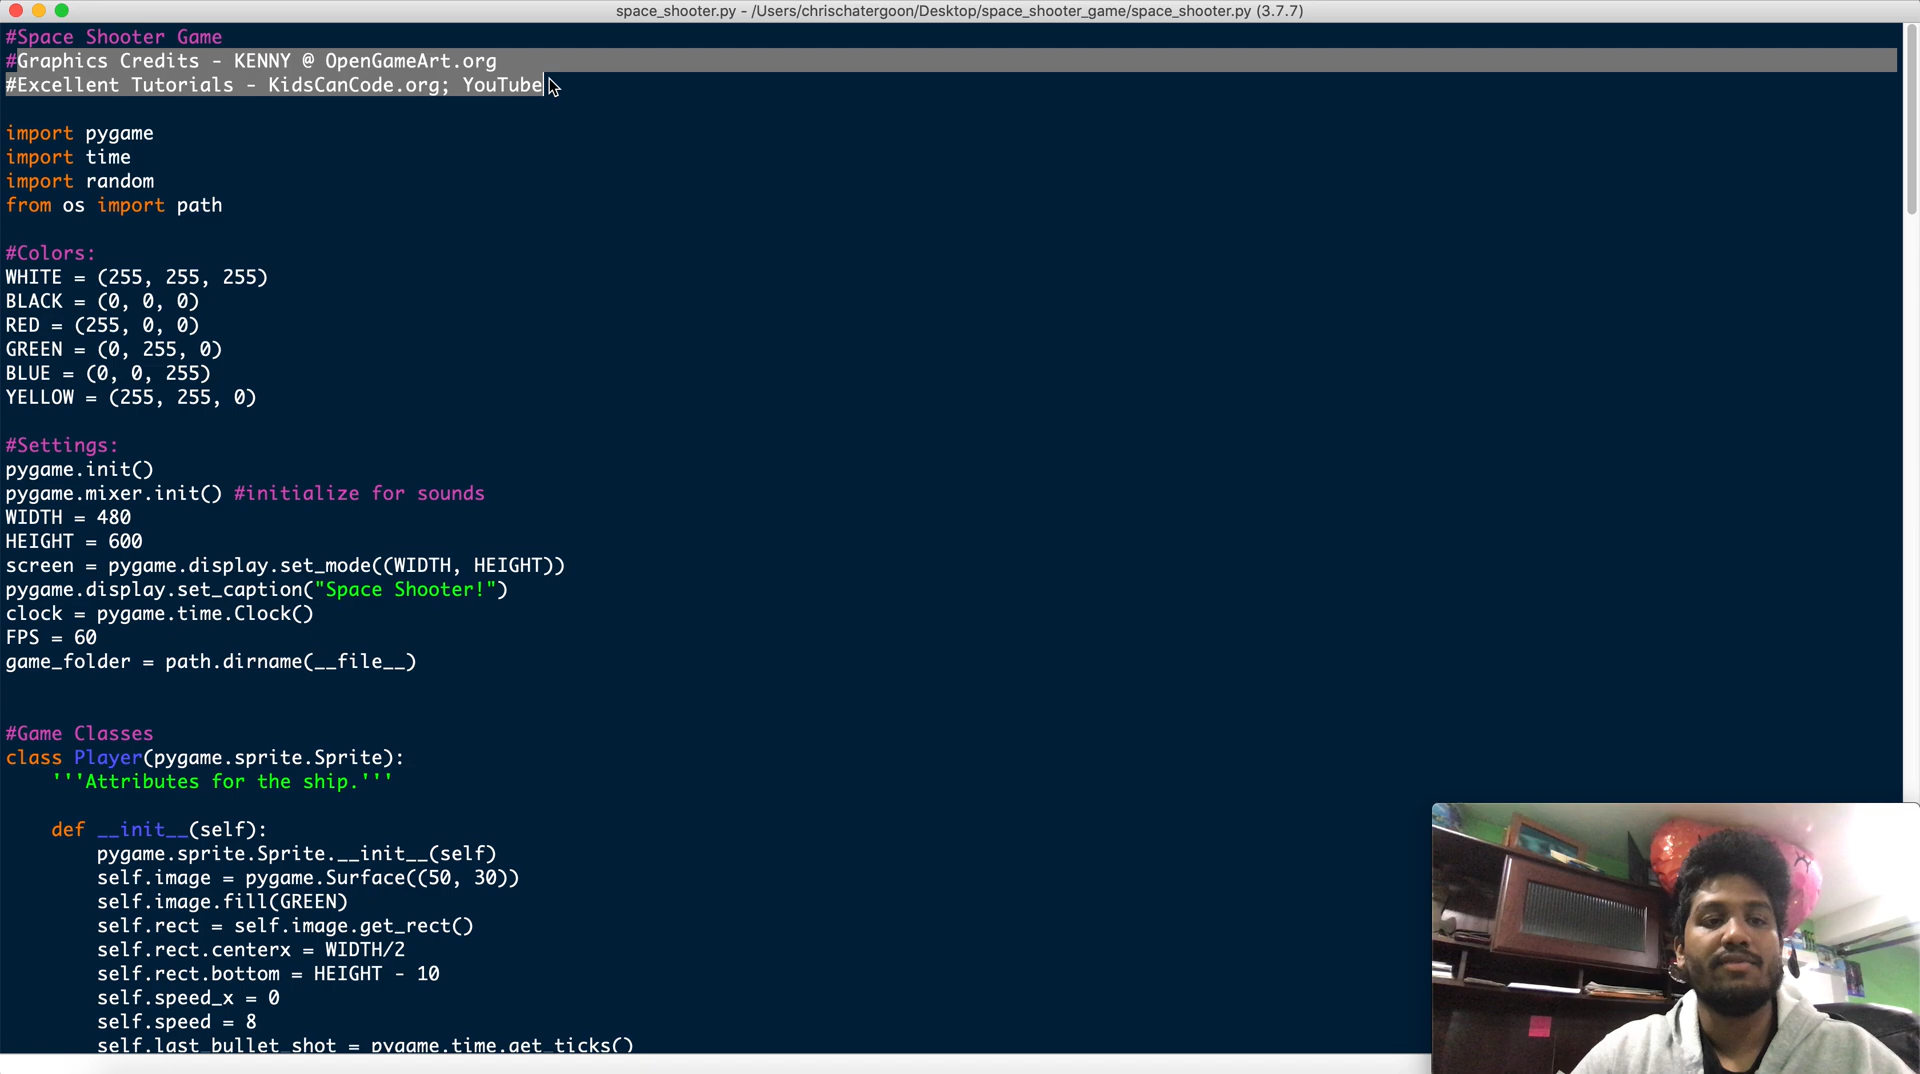 space_shooter.py - /Users/chrischatergoon/Desktop/space_shooter_game/space_shooter.py (3.7.7)
#Space Shooter Game
#Graphics Credits - KENNY @ OpenGameArt.org
#Excellent Tutorials - KidsCanCode.org; YouTube
import pygame
import time
import random
from os import path
#Colors:
WHITE = (255, 255, 255)
BLACK = (0, 0, 0)
RED = (255, 0, 0)
GREEN = (0, 255, 0)
BLUE = (0, 0, 255)
YELLOW = (255, 255, 0)
#Settings:
pygame.init()
pygame.mixer.init() #initialize for sounds
WIDTH = 480
HEIGHT = 600
screen = pygame.display.set_mode((WIDTH, HEIGHT))
pygame.display.set_caption("Space Shooter!")
clock = pygame.time.Clock()
FPS = 60
game_folder = path.dirname(__file__)
#Game Classes
class Player(pygame.sprite.Sprite):
    '''Attributes for the ship.'''
    def __init__(self):
        pygame.sprite.Sprite.__init__(self)
        self.image = pygame.Surface((50, 30))
        self.image.fill(GREEN)
        self.rect = self.image.get_rect()
        self.rect.centerx = WIDTH/2
        self.rect.bottom = HEIGHT - 10
        self.speed_x = 0
        self.speed = 8
        self.last_bullet_shot = pygame.time.get_ticks()